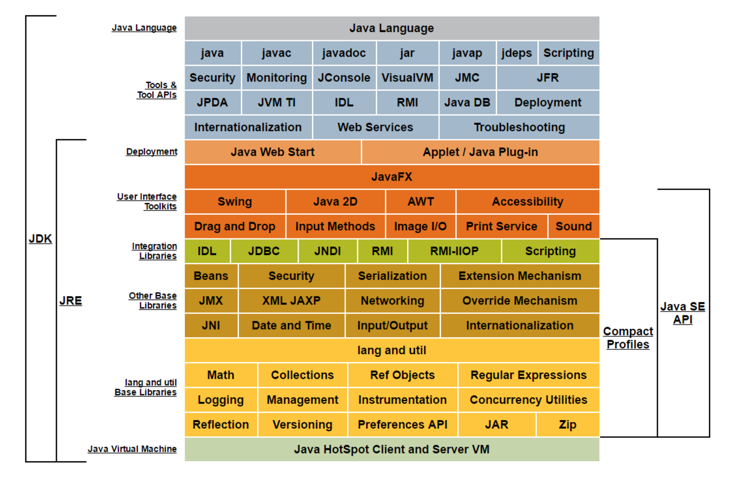 Java Language Java Language
java javac javadoc jar javap jdeps Scripting
Security Monitoring JConsole VisualVM JMC JFR
Tools &
Tool APIs
JPDA JVM TI IDL RMI Java DB Deployment
Internationalization Web Services Troubleshooting
Deployment Java Web Start Applet / Java Plug-in
JavaFX
User Interface
Toolkits
Swing Java 2D AWT Accessibility
Drag and Drop Input Methods Image I/O Print Service Sound
JDK
Integration
Libraries
IDL JDBC JNDI RMI RMI-IIOP Scripting
Beans Security Serialization Extension Mechanism
JRE
Other Base
Libraries
JMX XML JAXP Networking Override Mechanism
Java SE
API
JNI Date and Time Input/Output Internationalization
Compact
Profiles
lang and util
lang and util
Base Libraries
Math Collections Ref Objects Regular Expressions
Logging Management Instrumentation Concurrency Utilities
Reflection Versioning Preferences API JAR Zip
Java Virtual Machine Java HotSpot Client and Server VM